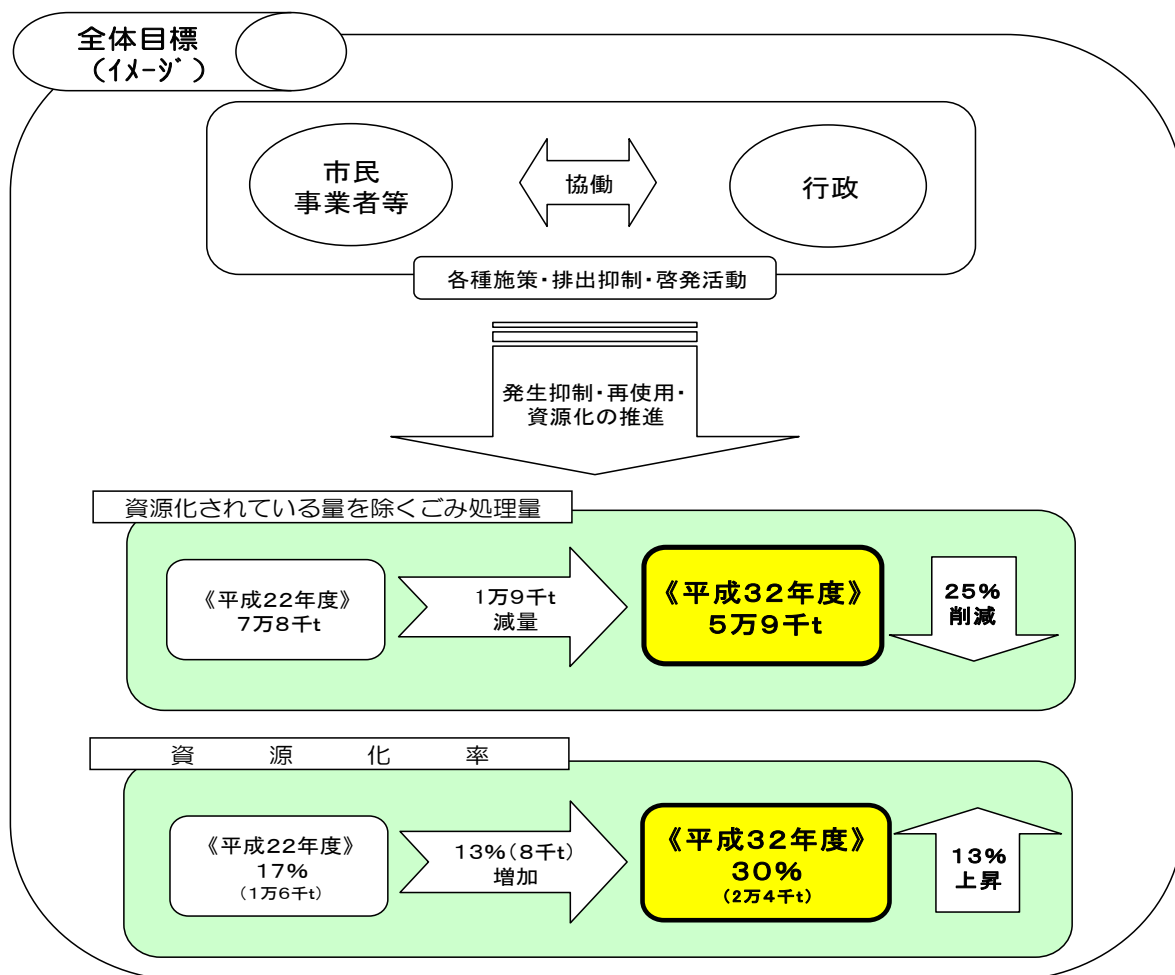 全体目標
(ｲﾒｰｼﾞ)
市民
事業者等
協働
行政
各種施策・排出抑制・啓発活動
発生抑制・再使用・
資源化の推進
資源化されている量を除くごみ処理量
《平成22年度》
7万8千t
1万9千t
減量
《平成32年度》
5万9千t
25%
削減
資源化率
《平成22年度》
17%
(1万6千t)
13%(8千t)
増加
《平成32年度》
30%
(2万4千t)
13%
上昇